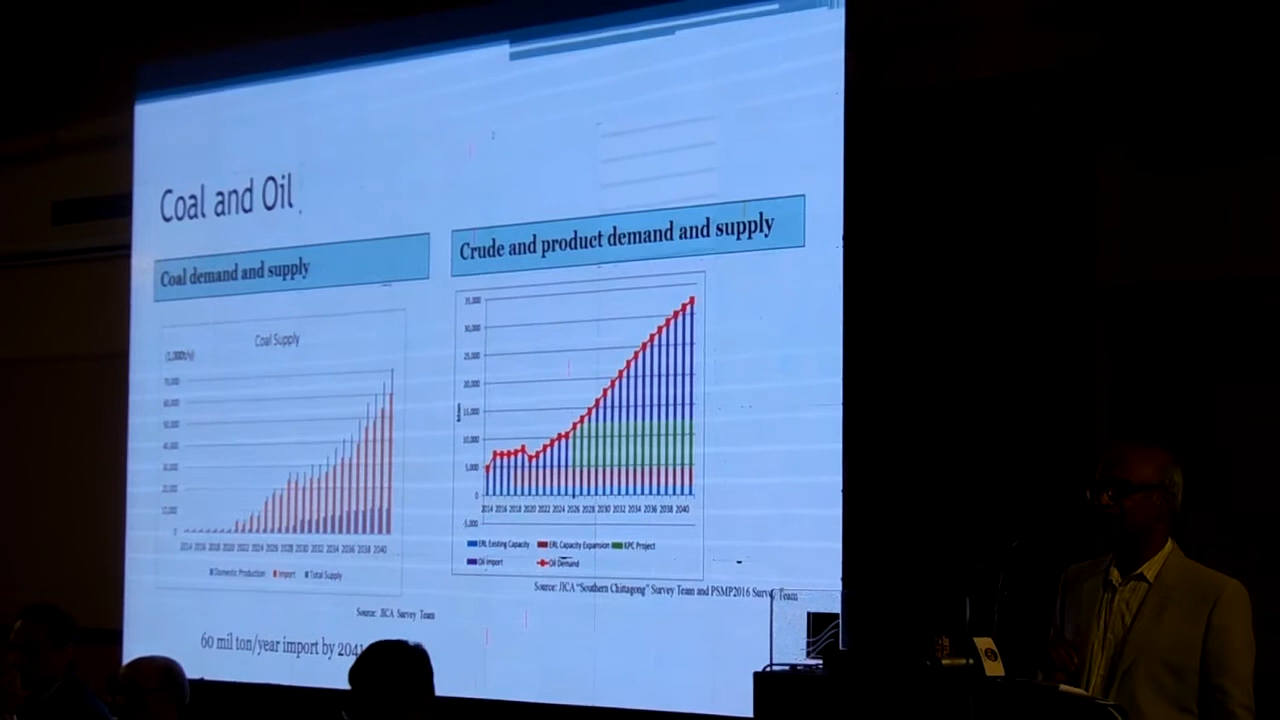 Coal and Oil
Coal demand and supply
Crude and product demand and supply
Coal Supply
70,000
60,000
50,000
40,000
30,000
20,000
10,000
0
2014 2016 2018 2020 2022 2024 2026 2028 2030 2032 2034 2036 2038 2040
Domestic Production Import Total Supply
Source: JICA Survey Team
60 mil ton/year import by 2041
35,000
30,000
25,000
20,000
15,000
10,000
5,000
0
-5,000
2014 2016 2018 2020 2022 2024 2026 2028 2030 2032 2034 2036 2038 2040
ERL Existing Capacity ERL Capacity Expansion KPC Project
Oil Import Oil Demand
Source: JICA "Southern Chittagong" Survey Team and PSMP2016 Survey Team